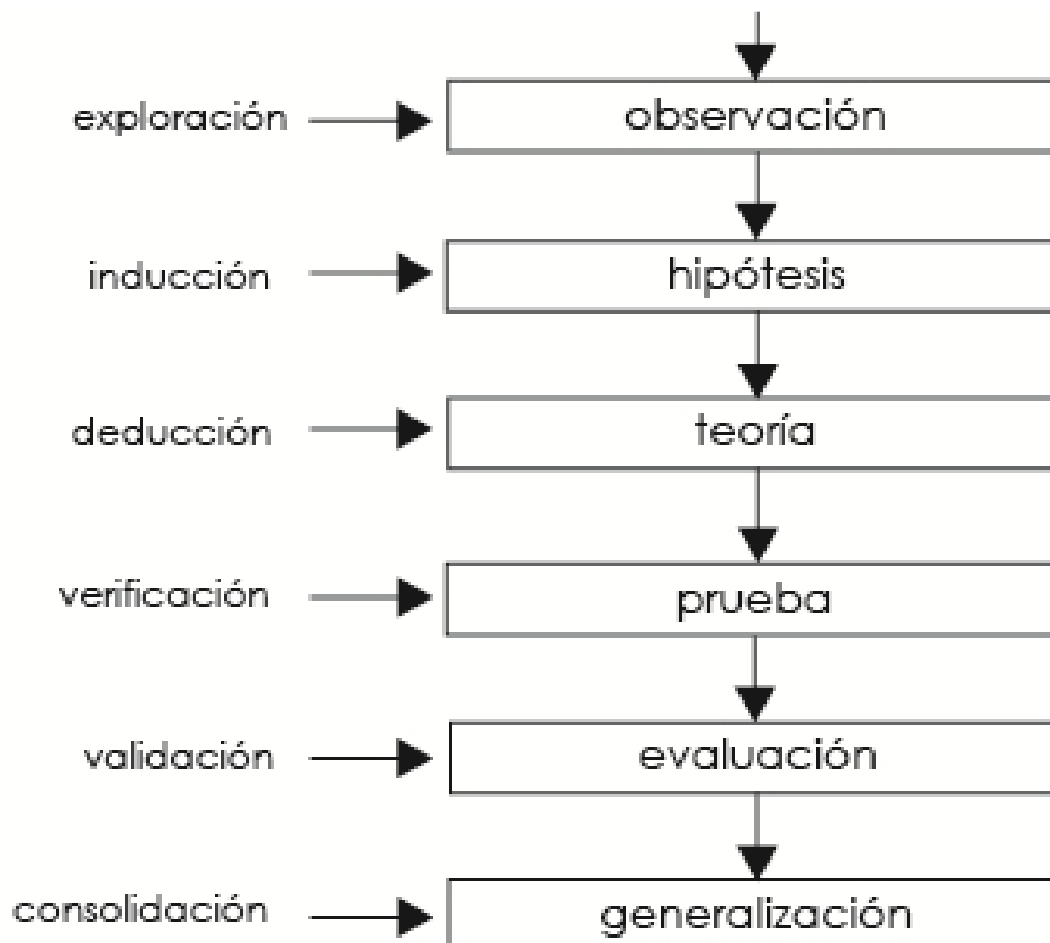 exploración observación
inducción hipótesis
deducción teoría
verificación prueba
validación evaluación
consolidación generalización